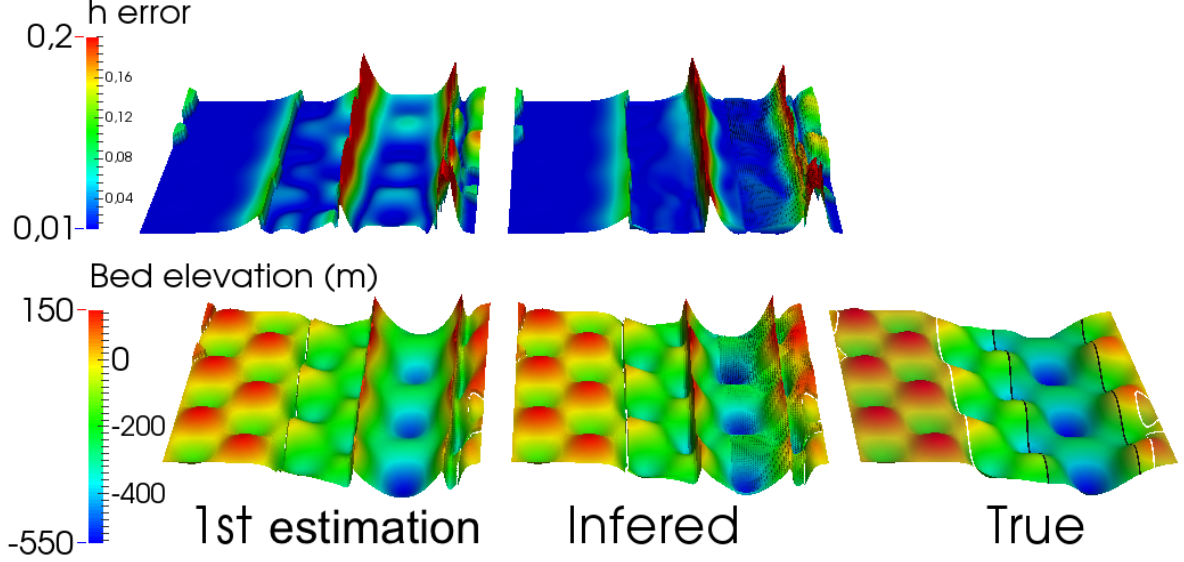 h error
0,2
0,16
0,12
0,08
0,04
0,01
Bed elevation (m)
150
0
-200
-400
-550
1st estimation
Infered
True